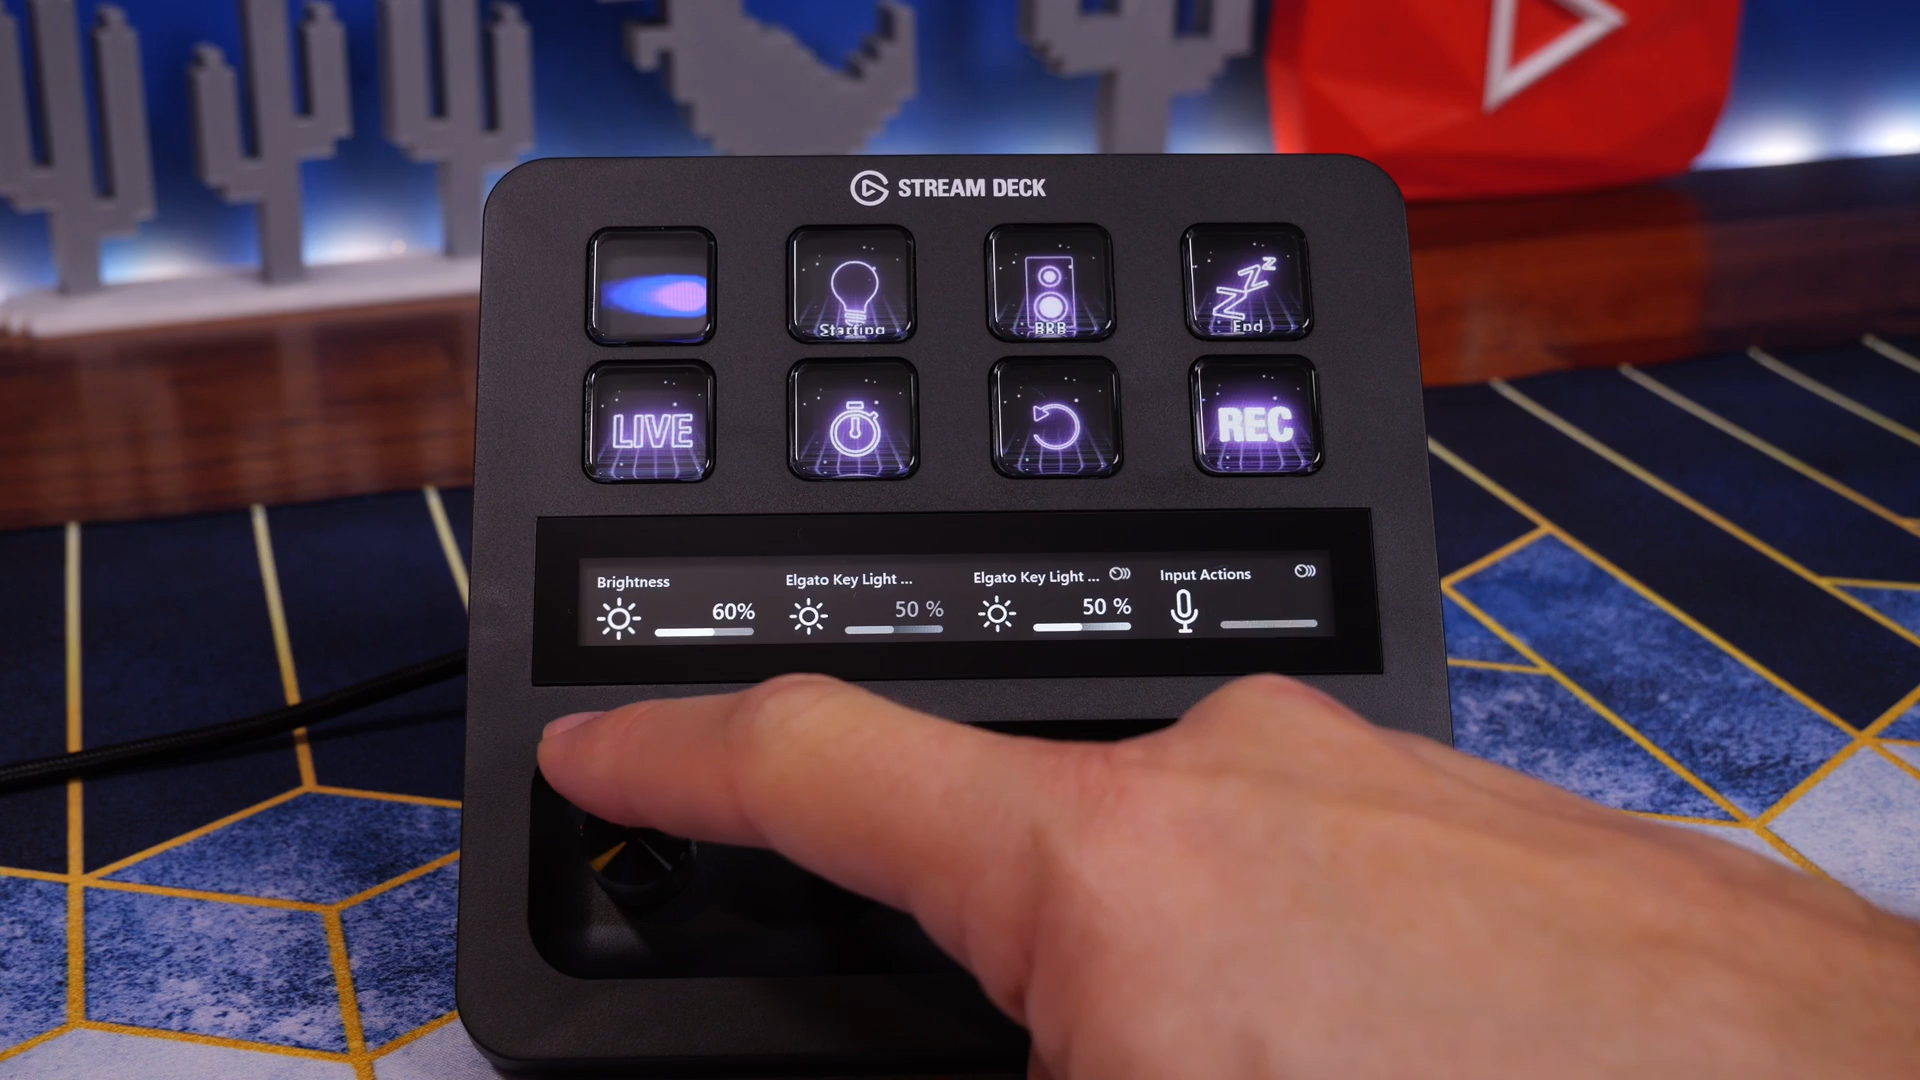 STREAM DECK
Starting
BRB
End
LIVE
REC
Brightness
60%
Elgato Key Light ...
50 %
Elgato Key Light ...
50 %
Input Actions